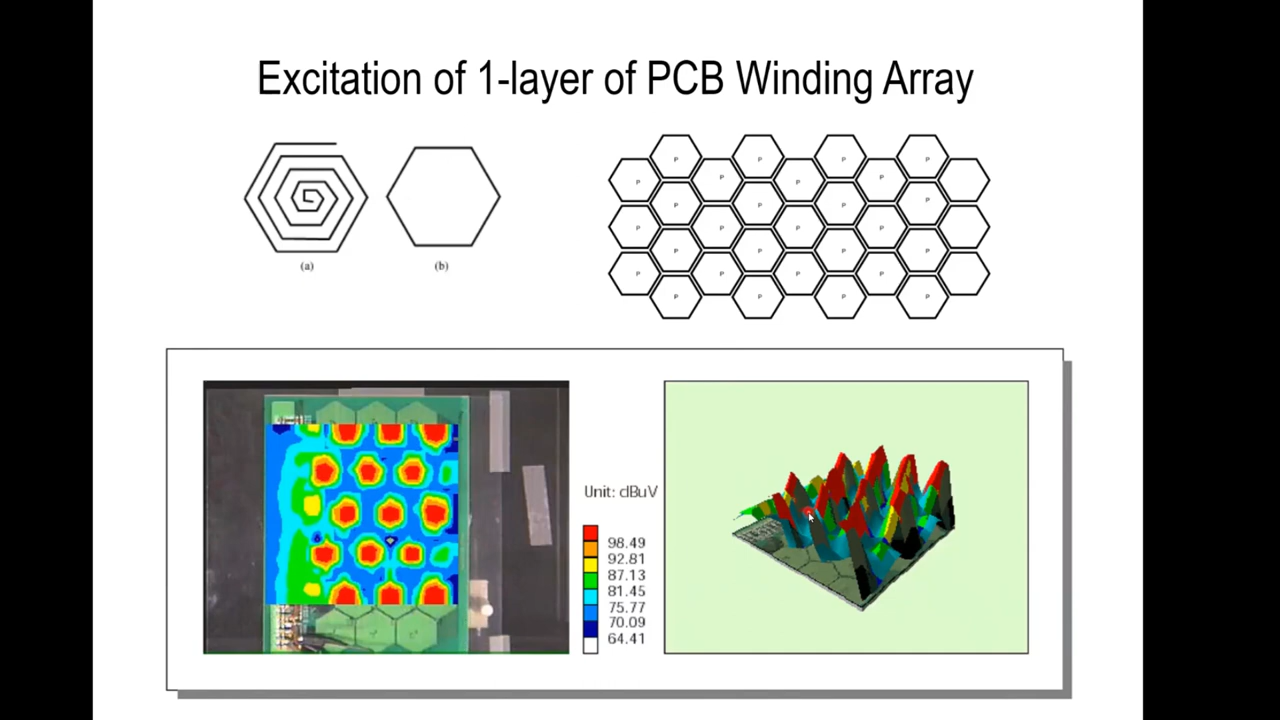 Excitation of 1-layer of PCB Winding Array
(a)
(b)
P P P P
P P P P
P P P P
P P P P
P P P P
P P P P
P P P P
Unit: dBuV
98.49
92.81
87.13
81.45
75.77
70.09
64.41